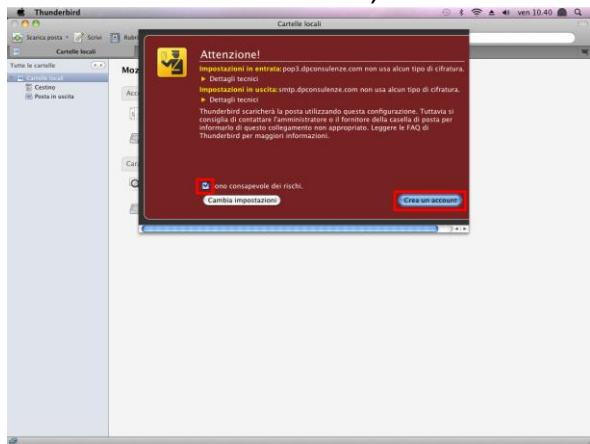 Thunderbird
ven 10.40
Cartelle locali
Scarica posta
Scrivi
Rubri
Cartelle locali
Tutte le cartelle
Cartelle locali
Cestino
Posta in uscita
Moz
Acc
Car
Attenzione!
Impostazioni in entrata: pop3.dpconsulenze.com non usa alcun tipo di cifratura.
Dettagli tecnici
Impostazioni in uscita: smtp.dpconsulenze.com non usa alcun tipo di cifratura.
Dettagli tecnici
Thunderbird scaricherà la posta utilizzando questa configurazione. Tuttavia si
consiglia di contattare l'amministratore o il fornitore della casella di posta per
informarlo di questo collegamento non appropriato. Leggere le FAQ di
Thunderbird per maggiori informazioni.
ono consapevole dei rischi.
Cambia impostazioni
Crea un account